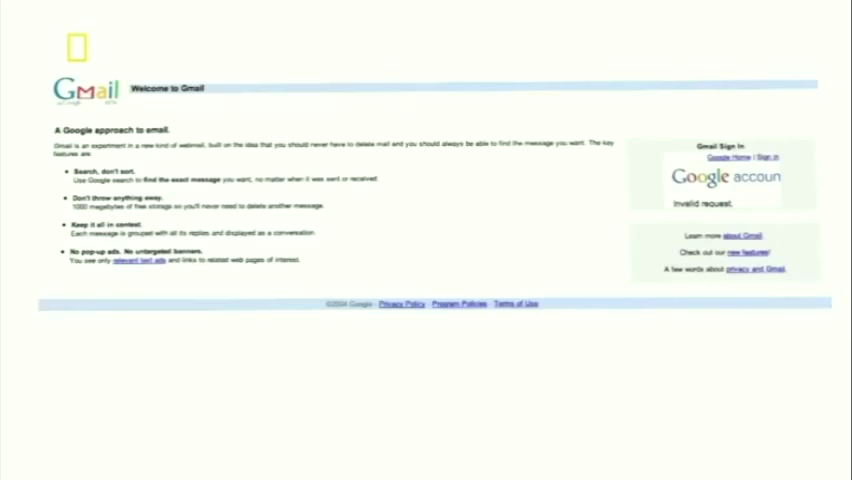 Gmail
by Google BETA
Welcome to Gmail
A Google approach to email.
Gmail is an experiment in a new kind of webmail, built on the idea that you should never have to delete mail and you should always be able to find the message you want. The key
features are:
Search, don't sort.
Use Google search to find the exact message you want, no matter when it was sent or received.
Don't throw anything away.
1000 megabytes of free storage so you'll never need to delete another message.
Keep it all in context.
Each message is grouped with all its replies and displayed as a conversation.
No pop-up ads. No untargeted banners.
You see only relevant text ads and links to related web pages of interest.
Gmail Sign In
Google Home | Sign in
Google accoun
Invalid request.
Learn more about Gmail.
Check out our new features!
A few words about privacy and Gmail.
©2004 Google - Privacy Policy - Program Policies - Terms of Use